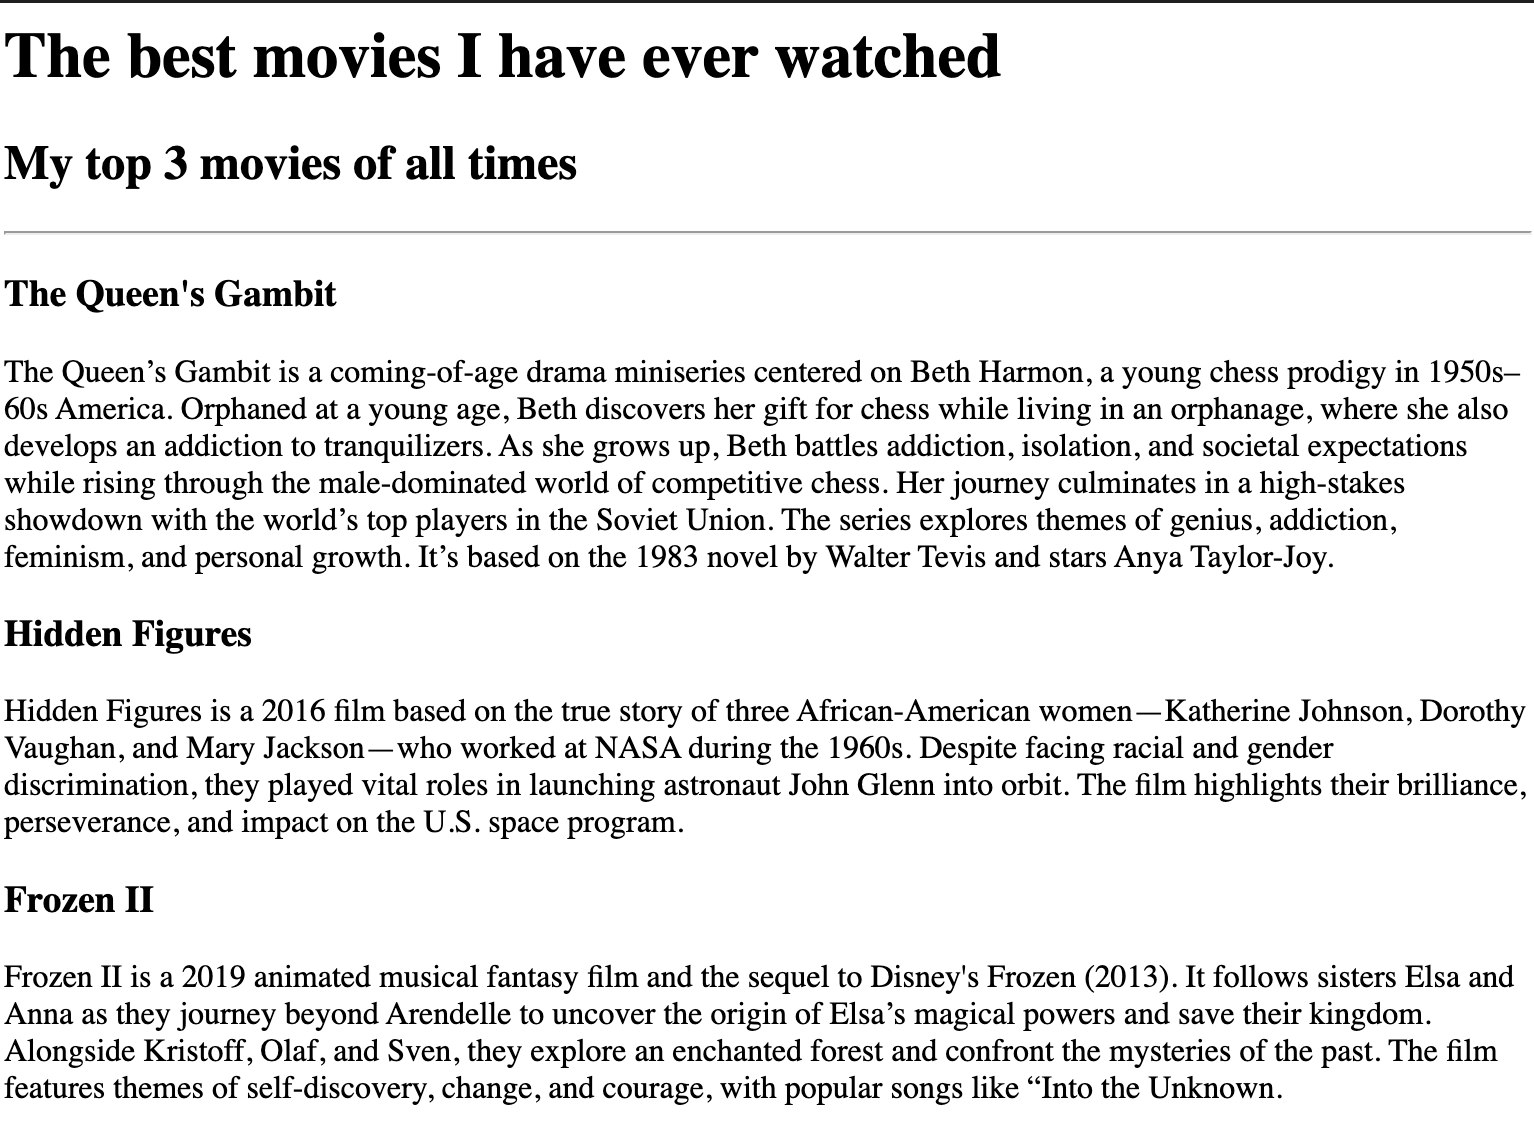 The best movies I have ever watched
My top 3 movies of all times
The Queen's Gambit
The Queen’s Gambit is a coming-of-age drama miniseries centered on Beth Harmon, a young chess prodigy in 1950s–
60s America. Orphaned at a young age, Beth discovers her gift for chess while living in an orphanage, where she also
develops an addiction to tranquilizers. As she grows up, Beth battles addiction, isolation, and societal expectations
while rising through the male-dominated world of competitive chess. Her journey culminates in a high-stakes
showdown with the world’s top players in the Soviet Union. The series explores themes of genius, addiction,
feminism, and personal growth. It’s based on the 1983 novel by Walter Tevis and stars Anya Taylor-Joy.
Hidden Figures
Hidden Figures is a 2016 film based on the true story of three African-American women—Katherine Johnson, Dorothy
Vaughan, and Mary Jackson—who worked at NASA during the 1960s. Despite facing racial and gender
discrimination, they played vital roles in launching astronaut John Glenn into orbit. The film highlights their brilliance,
perseverance, and impact on the U.S. space program.
Frozen II
Frozen II is a 2019 animated musical fantasy film and the sequel to Disney's Frozen (2013). It follows sisters Elsa and
Anna as they journey beyond Arendelle to uncover the origin of Elsa’s magical powers and save their kingdom.
Alongside Kristoff, Olaf, and Sven, they explore an enchanted forest and confront the mysteries of the past. The film
features themes of self-discovery, change, and courage, with popular songs like “Into the Unknown.